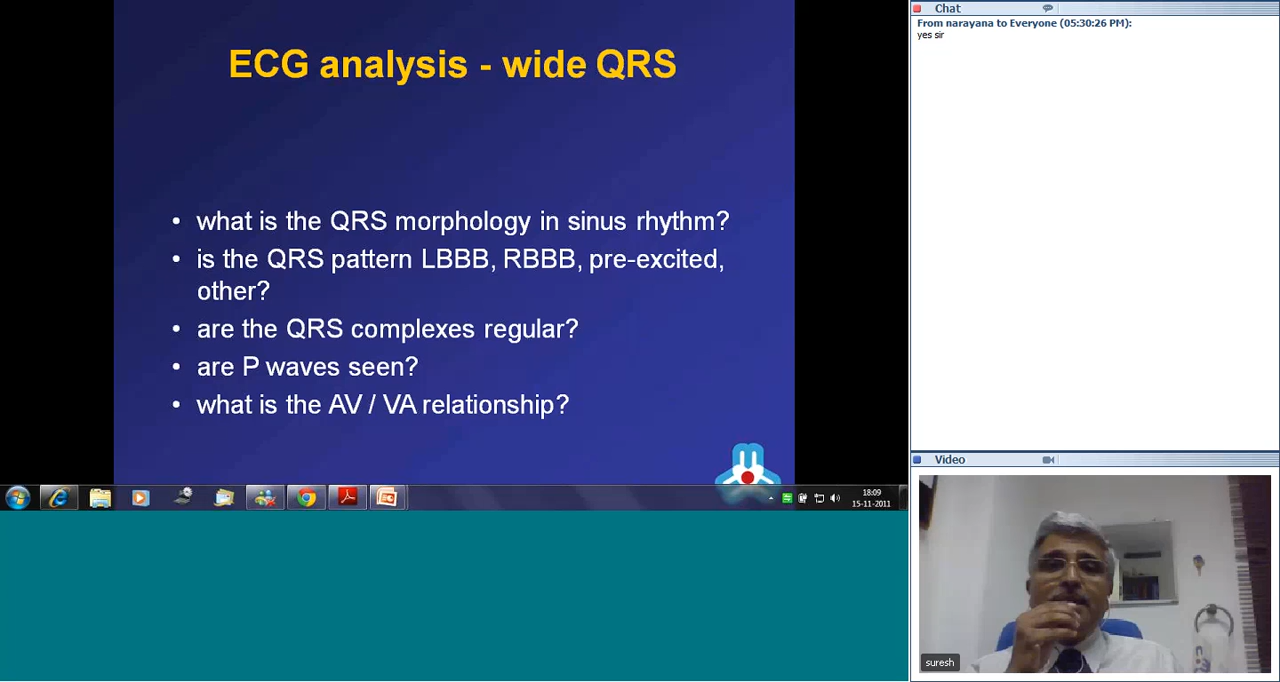 ECG analysis - wide QRS
• what is the QRS morphology in sinus rhythm?
• is the QRS pattern LBBB, RBBB, pre-excited,
other?
• are the QRS complexes regular?
• are P waves seen?
• what is the AV / VA relationship?
18:09
15-11-2011
Chat
From narayana to Everyone (05:30:26 PM):
yes sir
Video
suresh